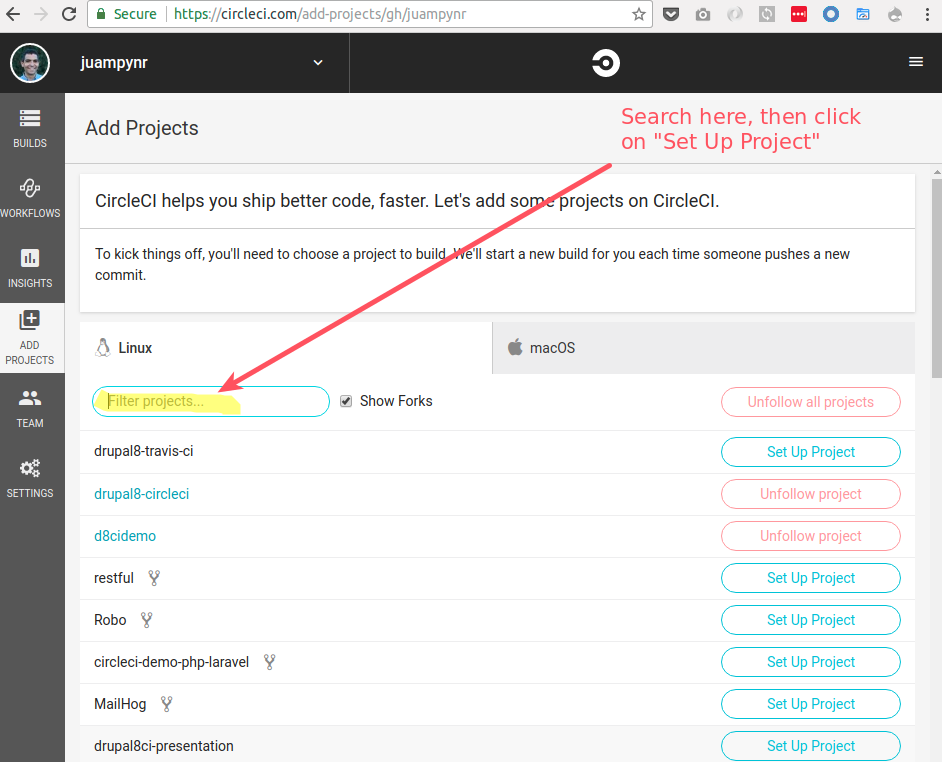 Secure https://circleci.com/add-projects/gh/juampynr
juampynr
BUILDS
WORKFLOWS
INSIGHTS
ADD
PROJECTS
TEAM
SETTINGS
Add Projects
Search here, then click
on "Set Up Project"
CircleCI helps you ship better code, faster. Let's add some projects on CircleCI.
To kick things off, you'll need to choose a project to build. We'll start a new build for you each time someone pushes a new
commit.
Linux
macOS
Filter projects...
Show Forks
Unfollow all projects
drupal8-travis-ci Set Up Project
drupal8-circleci Unfollow project
d8cidemo Unfollow project
restful Set Up Project
Robo Set Up Project
circleci-demo-php-laravel Set Up Project
MailHog Set Up Project
drupal8ci-presentation Set Up Project